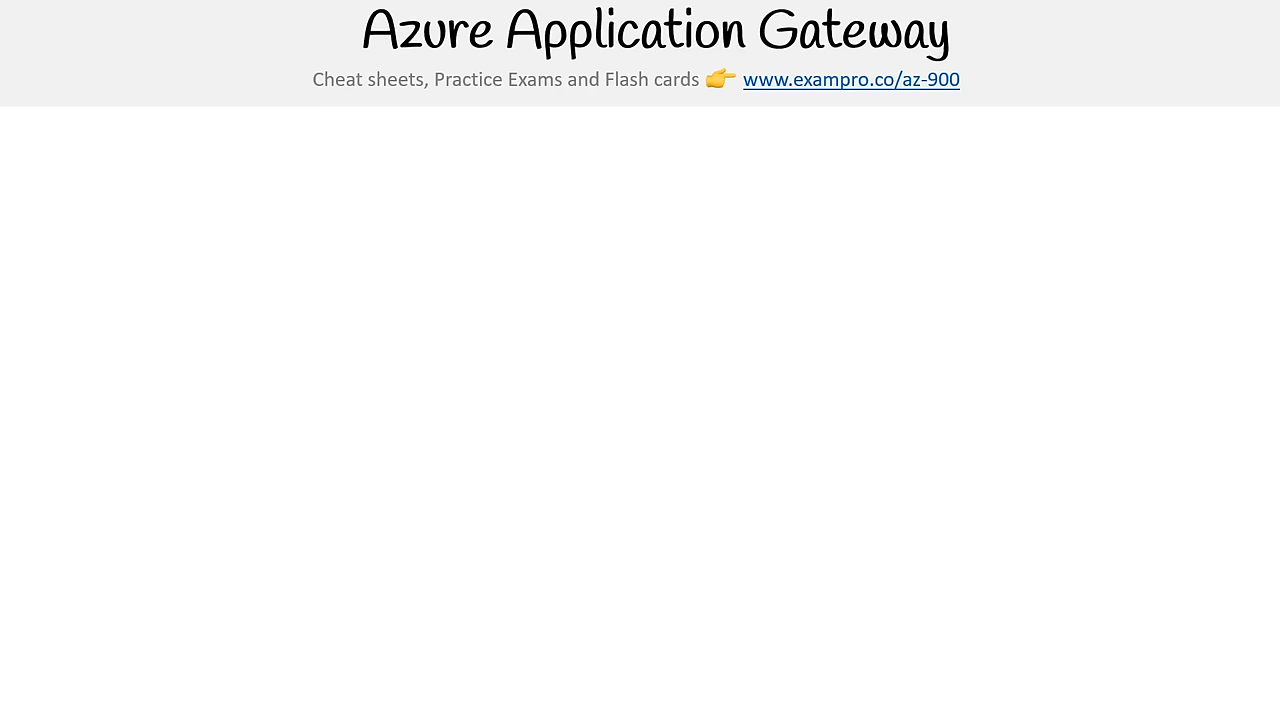 Azure Application Gateway
Cheat sheets, Practice Exams and Flash cards 👉 www.exampro.co/az-900